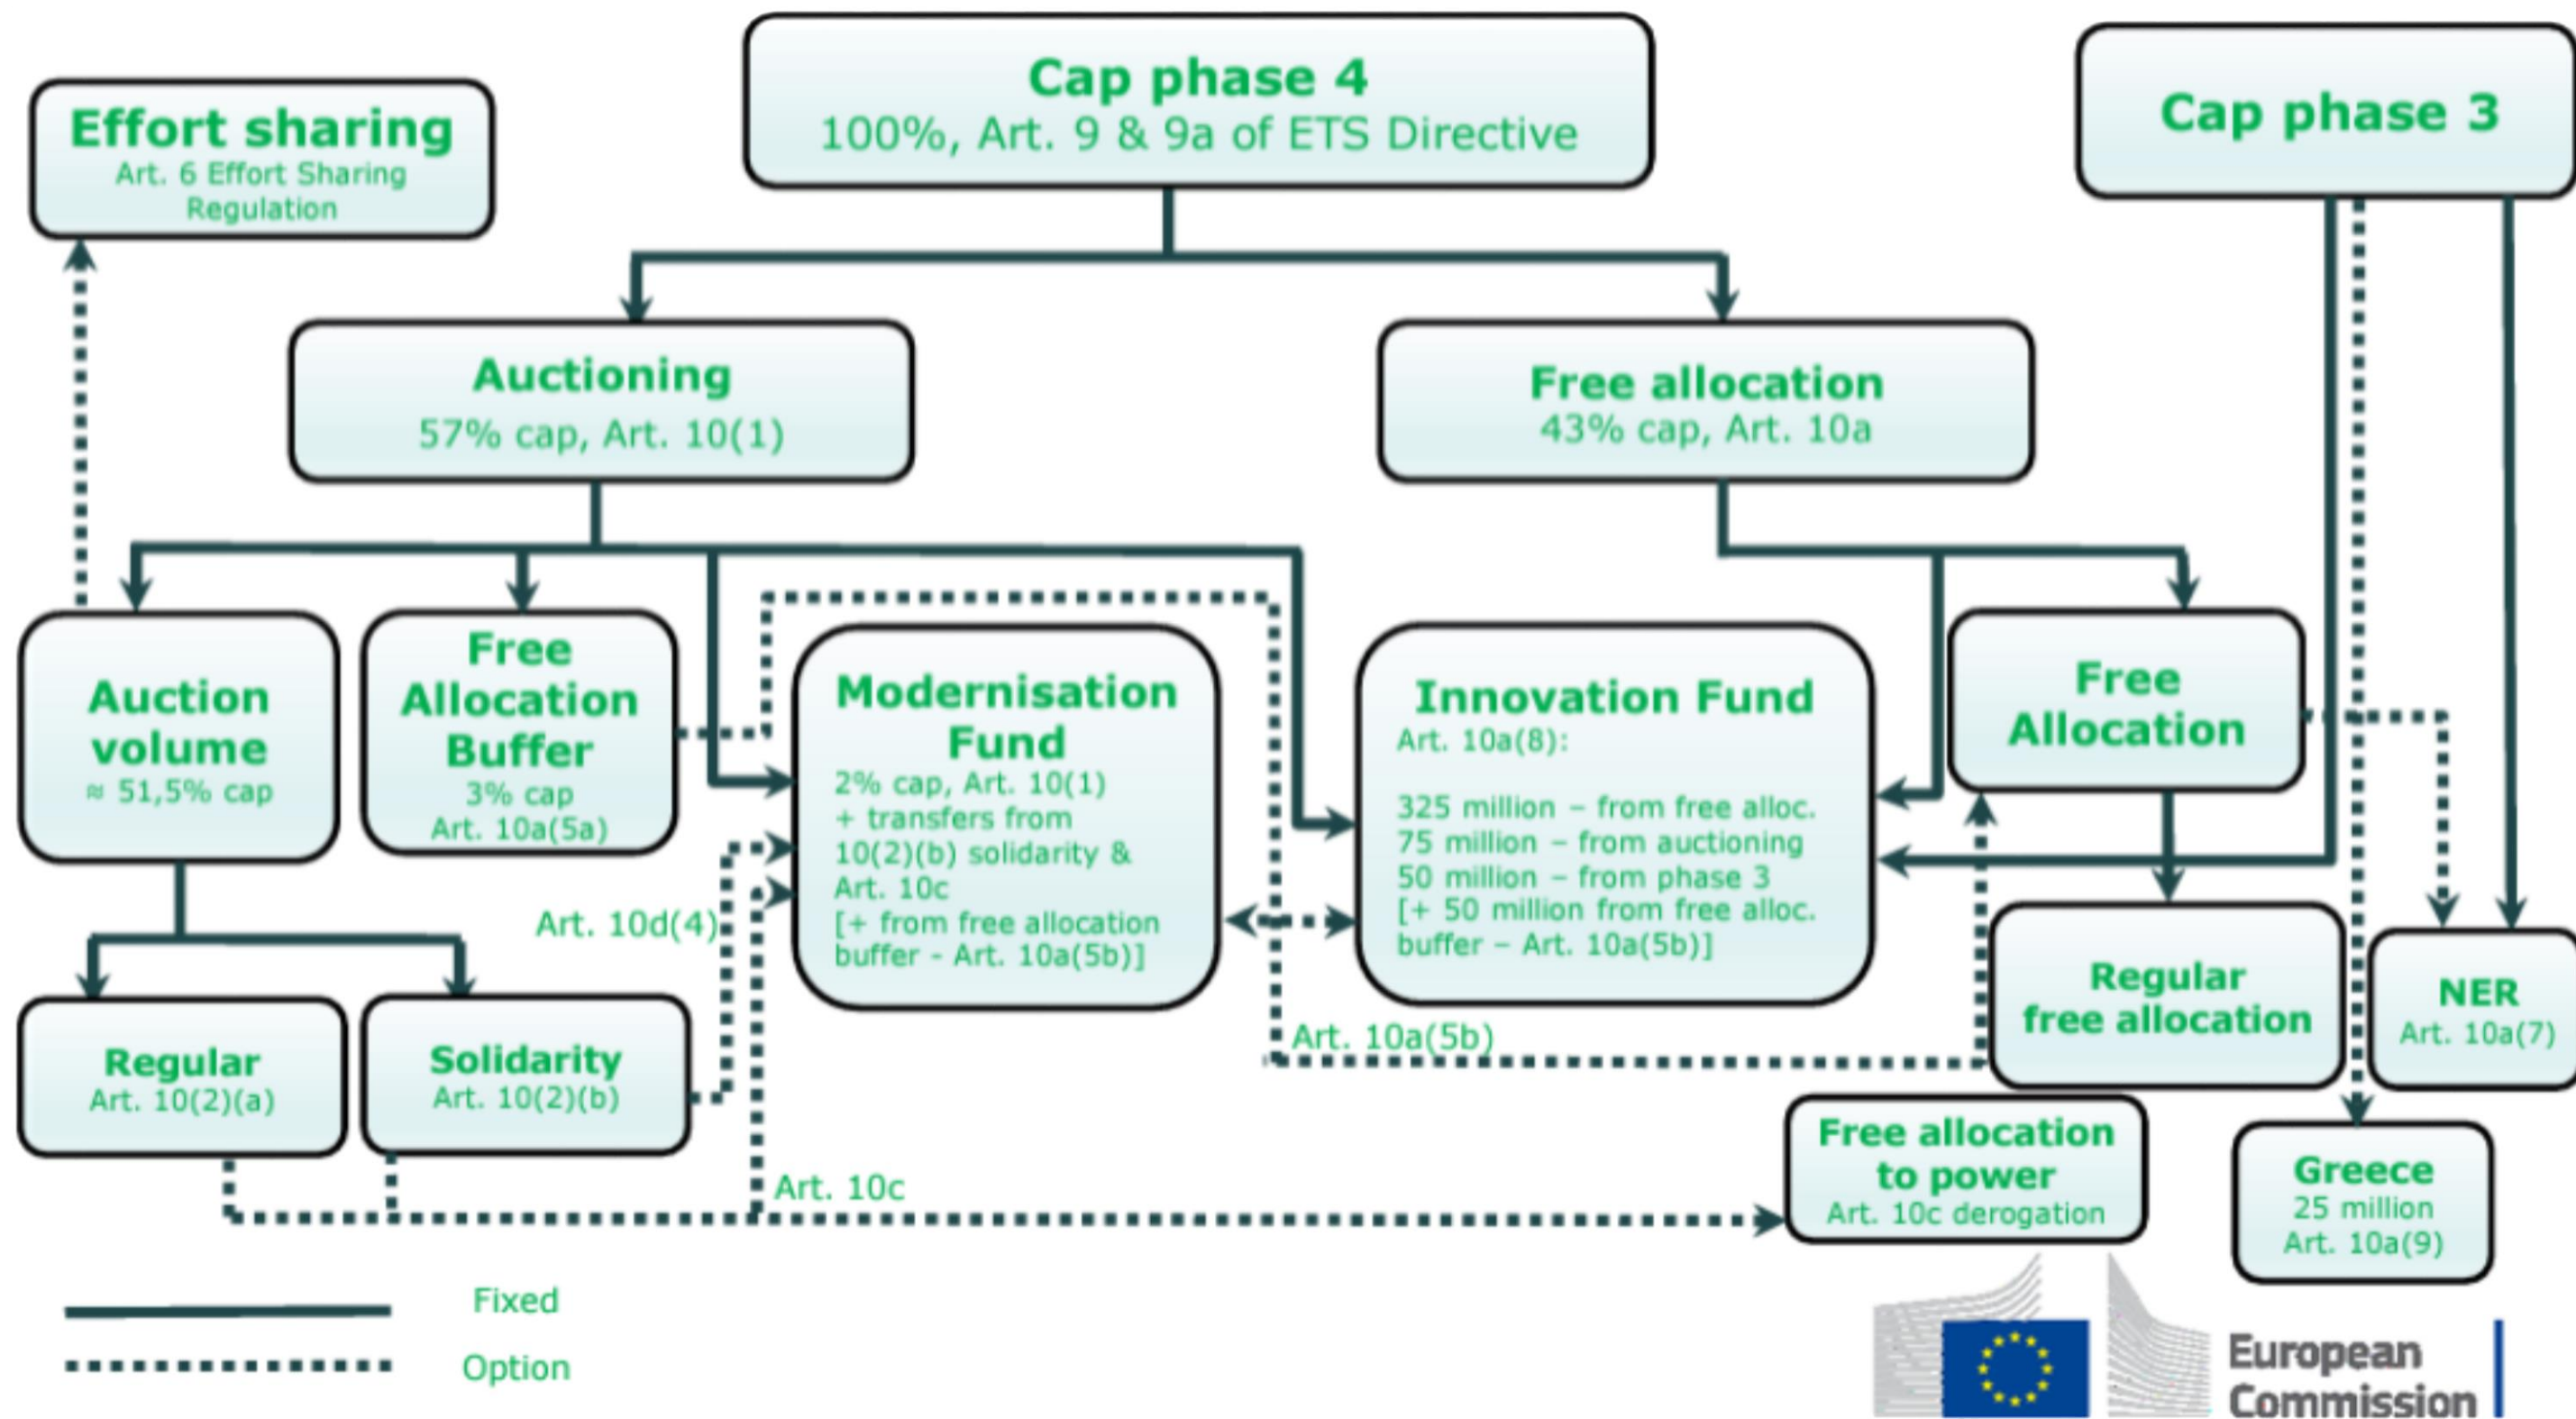 Cap phase 4
100%, Art. 9 & 9a of ETS Directive
Cap phase 3
Effort sharing
Art. 6 Effort Sharing
Regulation
Auctioning
57% cap, Art. 10(1)
Free allocation
43% cap, Art. 10a
Auction
volume
≈ 51,5% cap
Free
Allocation
Buffer
3% cap
Art. 10a(5a)
Modernisation
Fund
2% cap, Art. 10(1)
+ transfers from
10(2)(b) solidarity &
Art. 10c
[+ from free allocation
buffer - Art. 10a(5b)]
Innovation Fund
Art. 10a(8):
325 million – from free alloc.
75 million – from auctioning
50 million – from phase 3
[+ 50 million from free alloc.
buffer – Art. 10a(5b)]
Free
Allocation
Art. 10d(4)
Regular
Art. 10(2)(a)
Solidarity
Art. 10(2)(b)
Art. 10a(5b)
Regular
free allocation
NER
Art. 10a(7)
Art. 10c
Free allocation
to power
Art. 10c derogation
Greece
25 million
Art. 10a(9)
Fixed
Option
European
Commission